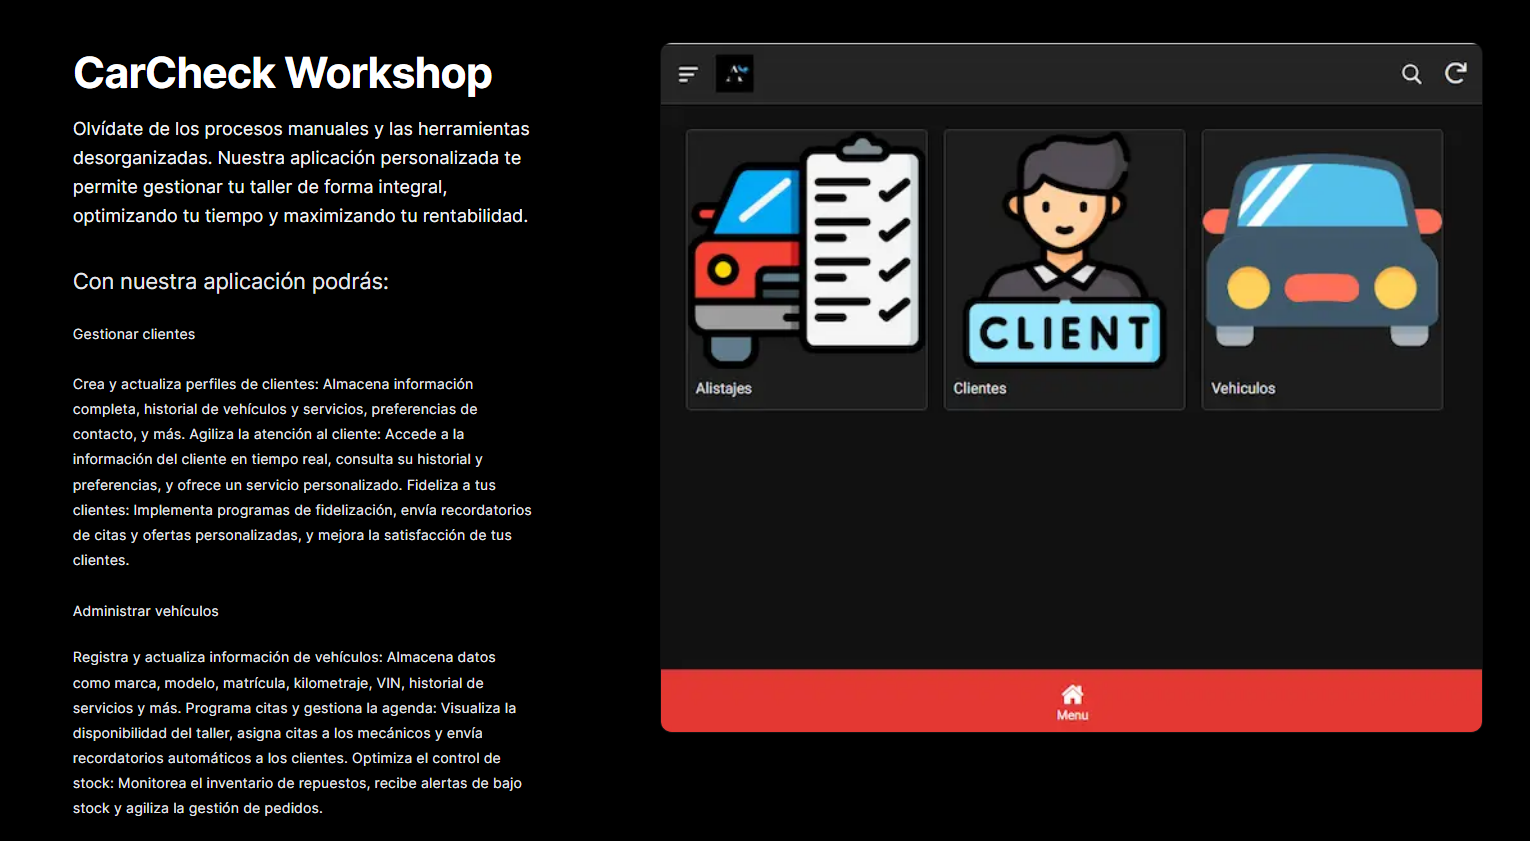 CarCheck Workshop
Olvídate de los procesos manuales y las herramientas
desorganizadas. Nuestra aplicación personalizada te
permite gestionar tu taller de forma integral,
optimizando tu tiempo y maximizando tu rentabilidad.
Con nuestra aplicación podrás:
Gestionar clientes
Crea y actualiza perfiles de clientes: Almacena información
completa, historial de vehículos y servicios, preferencias de
contacto, y más. Agiliza la atención al cliente: Accede a la
información del cliente en tiempo real, consulta su historial y
preferencias, y ofrece un servicio personalizado. Fideliza a tus
clientes: Implementa programas de fidelización, envía recordatorios
de citas y ofertas personalizadas, y mejora la satisfacción de tus
clientes.
Administrar vehículos
Registra y actualiza información de vehículos: Almacena datos
como marca, modelo, matrícula, kilometraje, VIN, historial de
servicios y más. Programa citas y gestiona la agenda: Visualiza la
disponibilidad del taller, asigna citas a los mecánicos y envía
recordatorios automáticos a los clientes. Optimiza el control de
stock: Monitorea el inventario de repuestos, recibe alertas de bajo
stock y agiliza la gestión de pedidos.
CLIENT
Alistajes
Clientes
Vehiculos
Menu